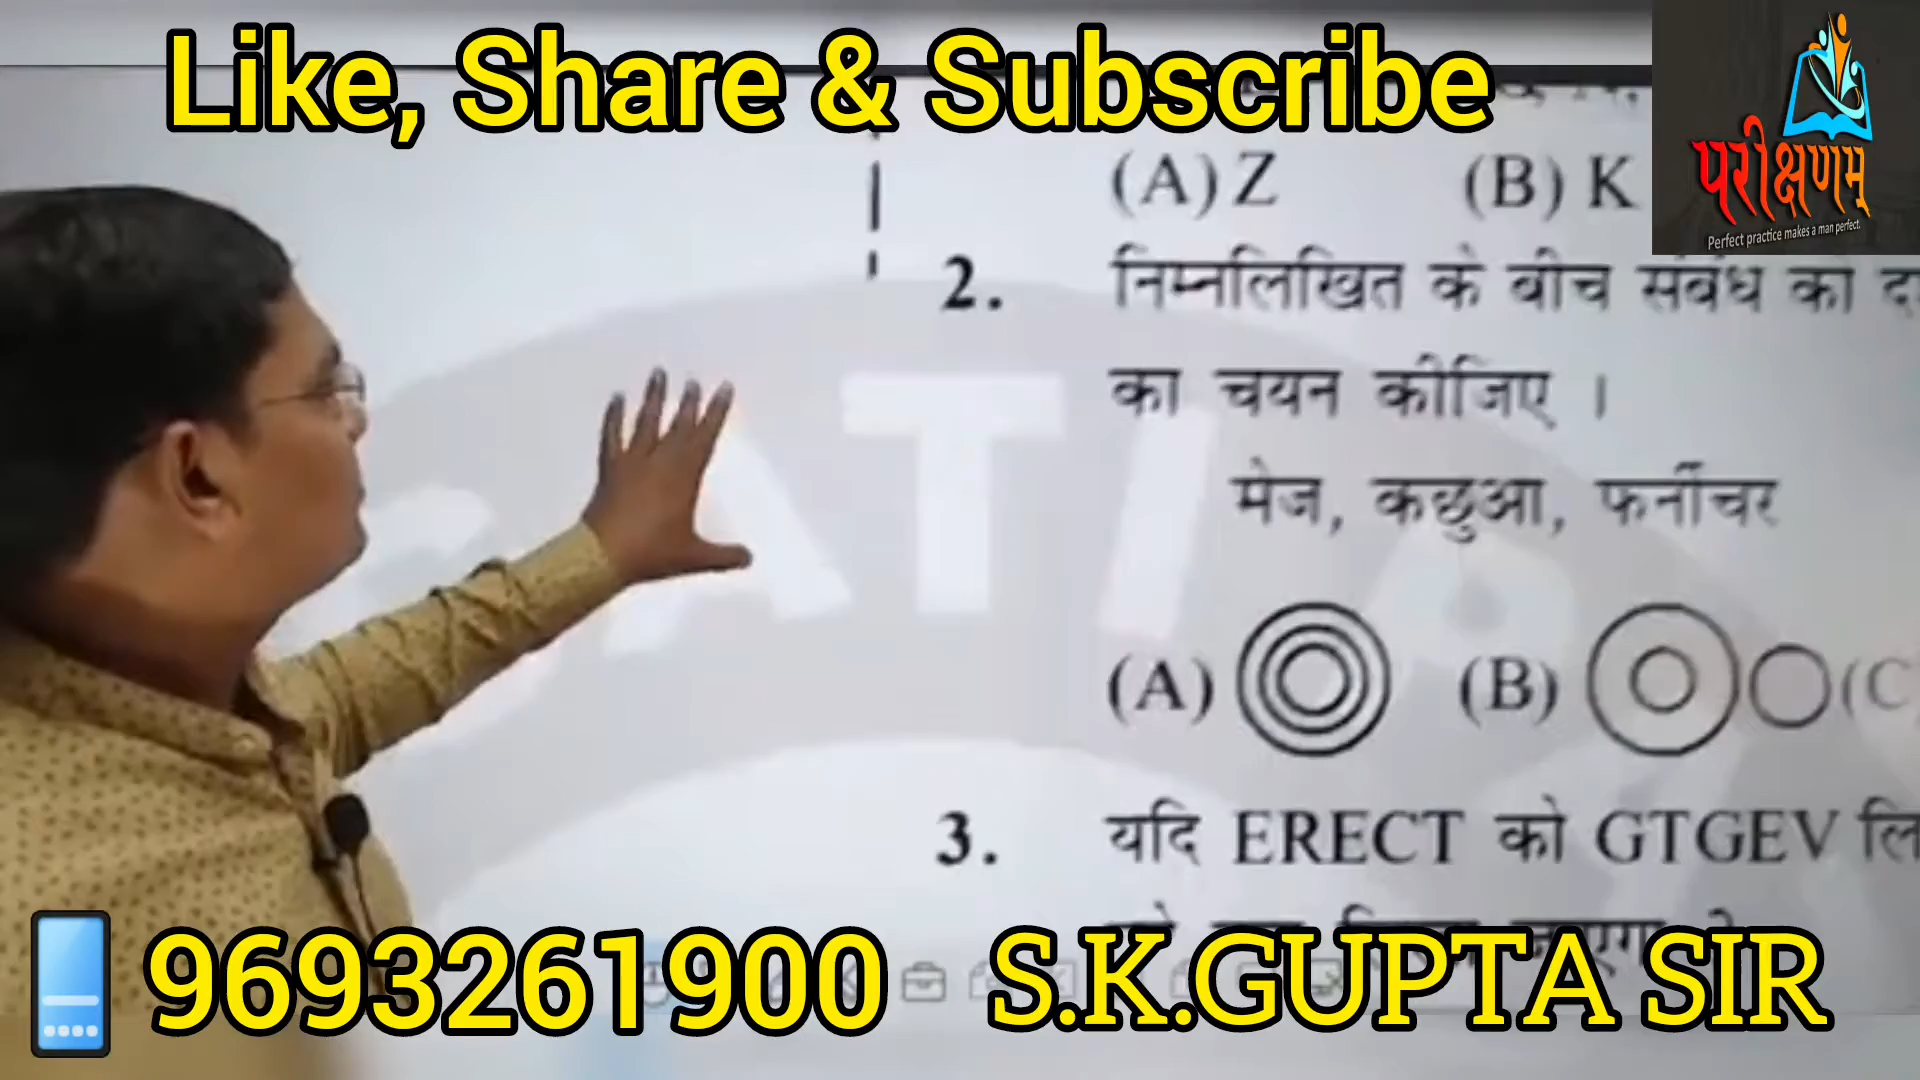 Like, Share & Subscribe
परीक्षणम्
Perfect practice makes a man perfect.
(A) Z (B) K
2. निम्नलिखित के बीच संबंध को
का चयन कीजिए ।
मेज, कछुआ, फर्नीचर
(A) (B) (C
3. यदि ERECT को GTGEV
9693261900 S.K.GUPTA SIR